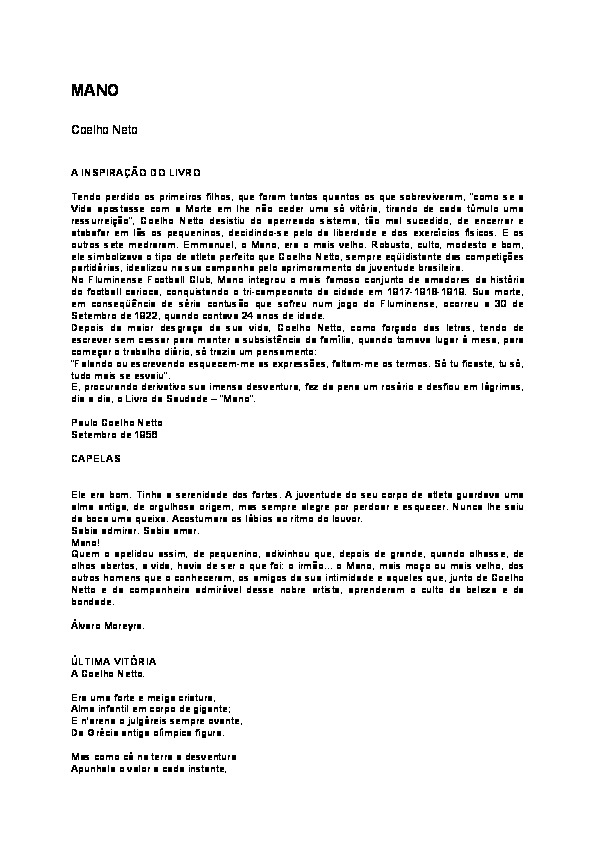 MANO
Coelho Neto
A INSPIRAÇÃO DO LIVRO
Tendo perdido os primeiros filhos, que foram tantos quantos os que sobreviveram, "como se a
Vida apostasse com a Morte em lhe não ceder uma só vitória, tirando de cada túmulo uma
ressurreição", Coelho Netto desistiu do aperreado sistema, tão mal sucedido, de encerrar e
atabafar em lãs os pequeninos, decidindo-se pelo da liberdade e dos exercícios físicos. E os
outros sete medraram. Emmanuel, o Mano, era o mais velho. Robusto, culto, modesto e bom,
ele simbolizava o tipo de atleta perfeito que Coelho Netto, sempre eqüidistante das competições
partidárias, idealizou na sua campanha pelo aprimoramento da juventude brasileira.
No Fluminense Football Club, Mano integrou o mais famoso conjunto de amadores da história
do football carioca, conquistando o tri-campeonato da cidade em 1917-1918-1919. Sua morte,
em conseqüência de séria contusão que sofreu num jogo do Fluminense, ocorreu a 30 de
Setembro de 1922, quando contava 24 anos de idade.
Depois da maior desgraça da sua vida, Coelho Netto, como forçado das letras, tendo de
escrever sem cessar para manter a subsistência da família, quando tomava lugar à mesa, para
começar o trabalho diário, só trazia um pensamento:
"Falando ou escrevendo esquecem-me as expressões, faltam-me os termos. Só tu ficaste, tu só,
tudo mais se esvaiu".
E, procurando derivativo sua imensa desventura, fez da pena um rosário e desfiou em lágrimas,
dia a dia, o Livro da Saudade – "Mano".
Paulo Coelho Netto
Setembro de 1956
CAPELAS
Ele era bom. Tinha a serenidade dos fortes. A juventude do seu corpo de atleta guardava uma
alma antiga, de orgulhosa origem, mas sempre alegre por perdoar e esquecer. Nunca lhe saiu
da boca uma queixa. Acostumara os lábios ao ritmo do louvor.
Sabia admirar. Sabia amar.
Mano!
Quem o apelidou assim, de pequenino, adivinhou que, depois de grande, quando olhasse, de
olhos abertos, a vida, havia de ser o que foi: o irmão... o Mano, mais moço ou mais velho, dos
outros homens que o conheceram, os amigos da sua intimidade e aqueles que, junto de Coelho
Netto e da companheira admirável desse nobre artista, aprenderam o culto da beleza e da
bondade.
Álvaro Moreyra.
ÚLTIMA VITÓRIA
A Coelho Netto.
Era uma forte e meiga criatura,
Alma infantil em corpo de gigante;
E n'arena o julgáreis sempre ovante,
Da Grécia antiga olímpica figura.
Mas como cá na terra a desventura
Apunhala o valor a cada instante,